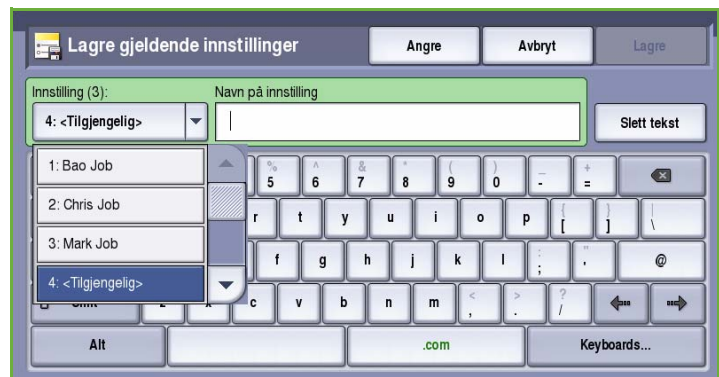 Lagre gjeldende innstillinger
Angre
Avbryt
Lagre
Innstilling (3):
Navn på innstilling
4: <Tilgjengelig>
Slett tekst
1: Bao Job
2: Chris Job
3: Mark Job
4: <Tilgjengelig>
% 5 ^ 6 & 7 * 8 ( 9 ) 0 _ - + =
r t y u i o p { [ } ] | \
f g h j k l : ; " ' @
c v b n m < , > . ? /
Alt
.com
Keyboards...